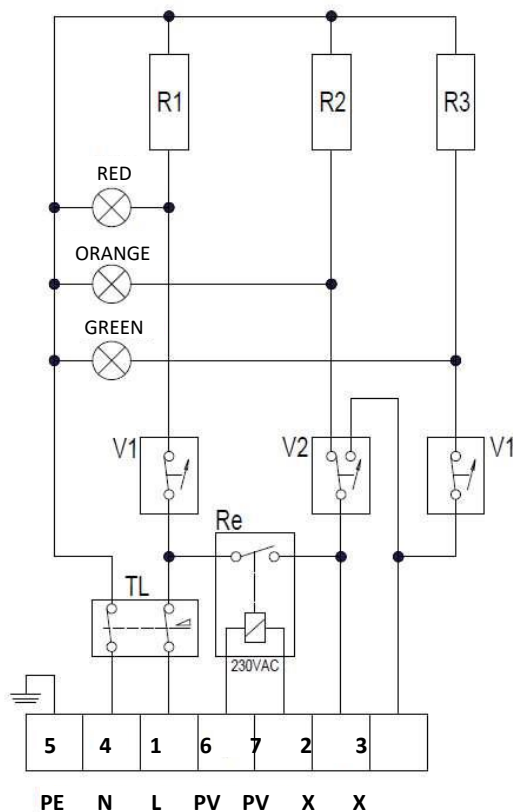 R1 R2 R3
RED
ORANGE
GREEN
V1 V2 V1
Re
TL
230VAC
5 4 1 6 7 2 3
PE N L PV PV X X